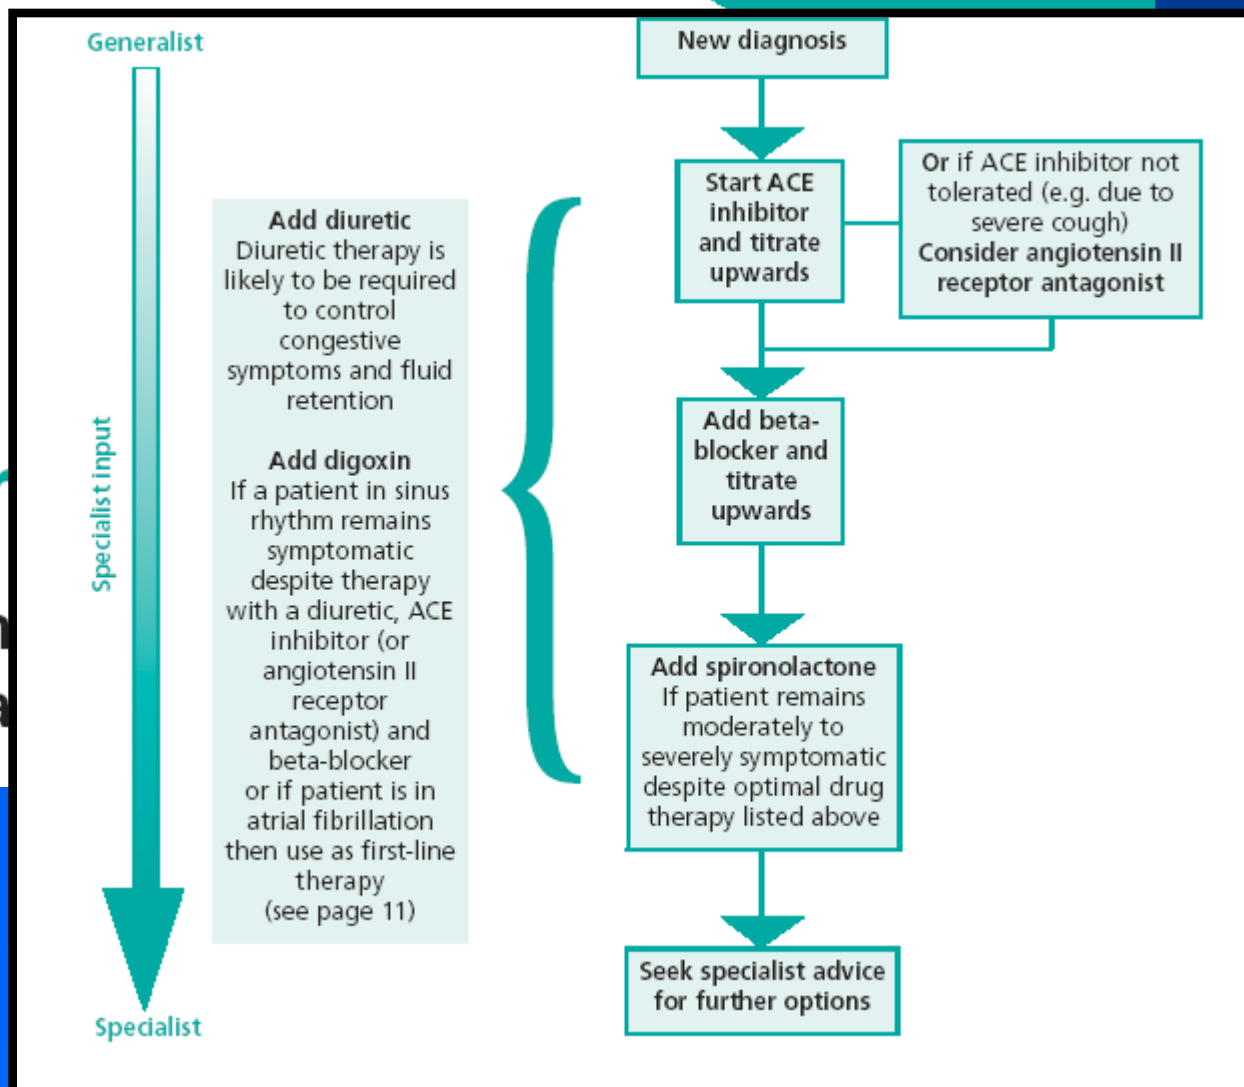 Generalist
Specialist input
Specialist
Add diuretic
Diuretic therapy is
likely to be required
to control
congestive
symptoms and fluid
retention
Add digoxin
If a patient in sinus
rhythm remains
symptomatic
despite therapy
with a diuretic, ACE
inhibitor (or
angiotensin II
receptor
antagonist) and
beta-blocker
or if patient is in
atrial fibrillation
then use as first-line
therapy
(see page 11)
New diagnosis
Start ACE
inhibitor
and titrate
upwards
Or if ACE inhibitor not
tolerated (e.g. due to
severe cough)
Consider angiotensin II
receptor antagonist
Add beta-
blocker and
titrate
upwards
Add spironolactone
If patient remains
moderately to
severely symptomatic
despite optimal drug
therapy listed above
Seek specialist advice
for further options